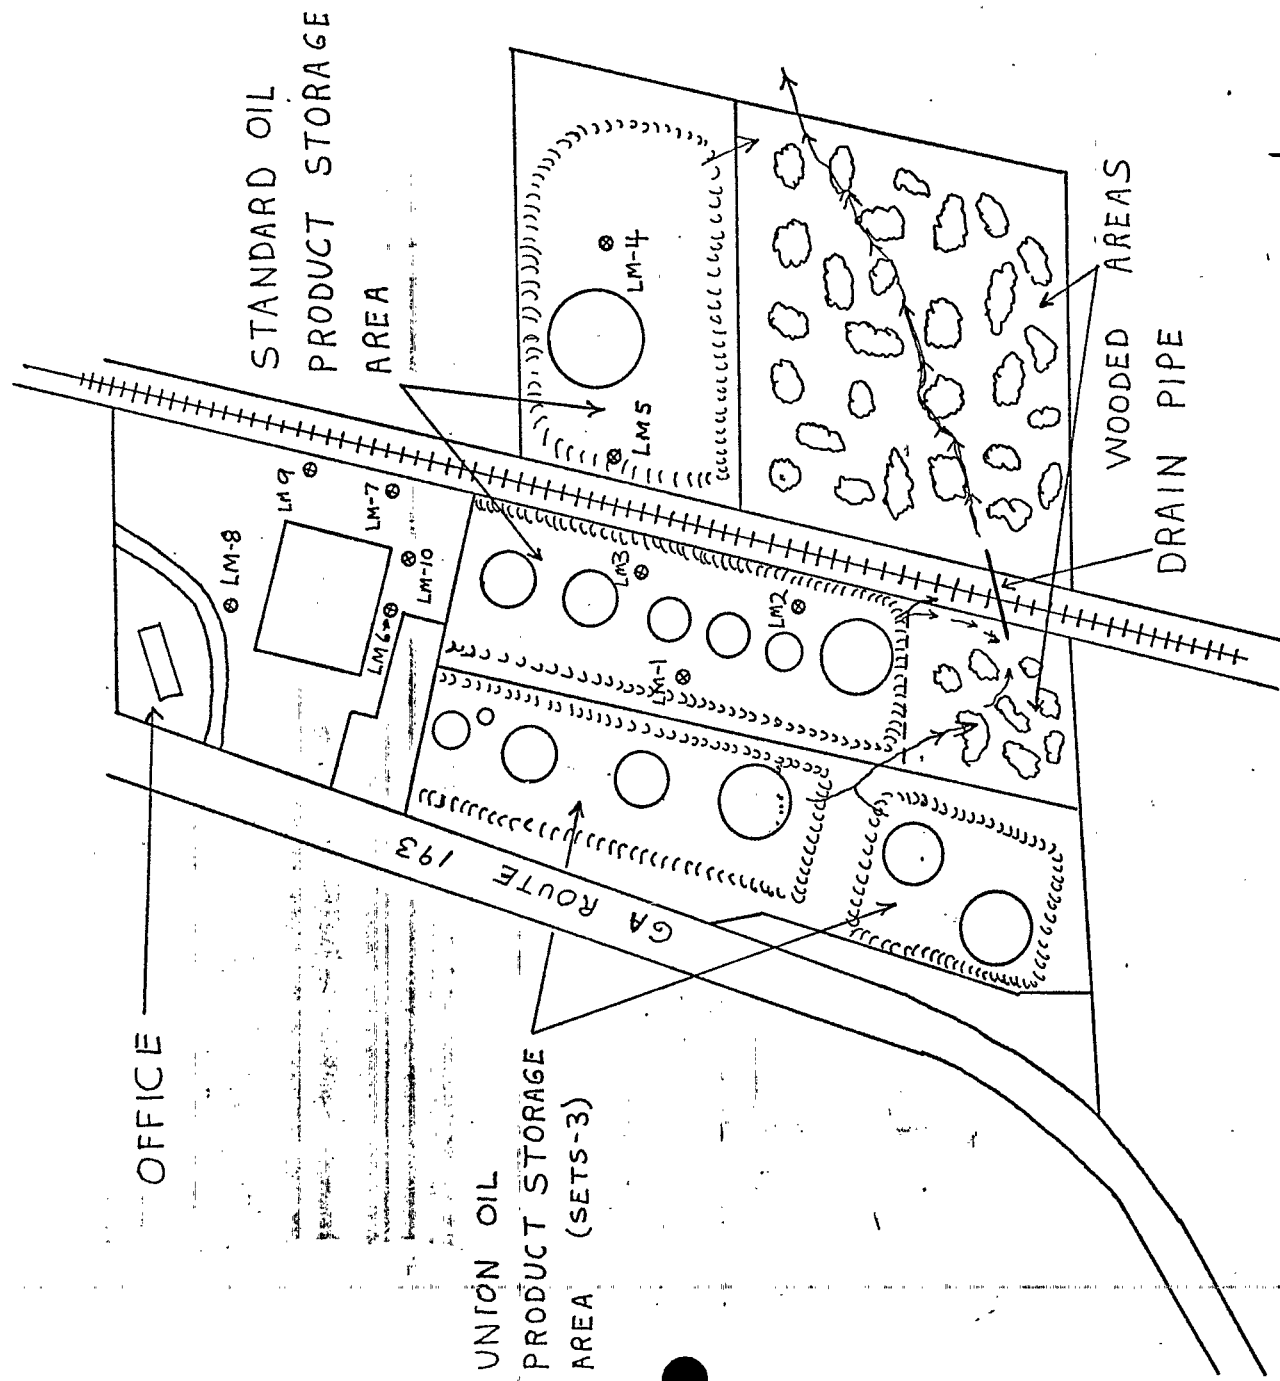 STANDARD OIL
PRODUCT STORAGE
AREA
OFFICE
LM-8
LM9
LM-7
LM-10
LM6
LM3
LM2
LM-1
LM5
LM-4
GA ROUTE 193
WOODED AREAS
DRAIN PIPE
UNION OIL
PRODUCT STORAGE
AREA (SETS-3)